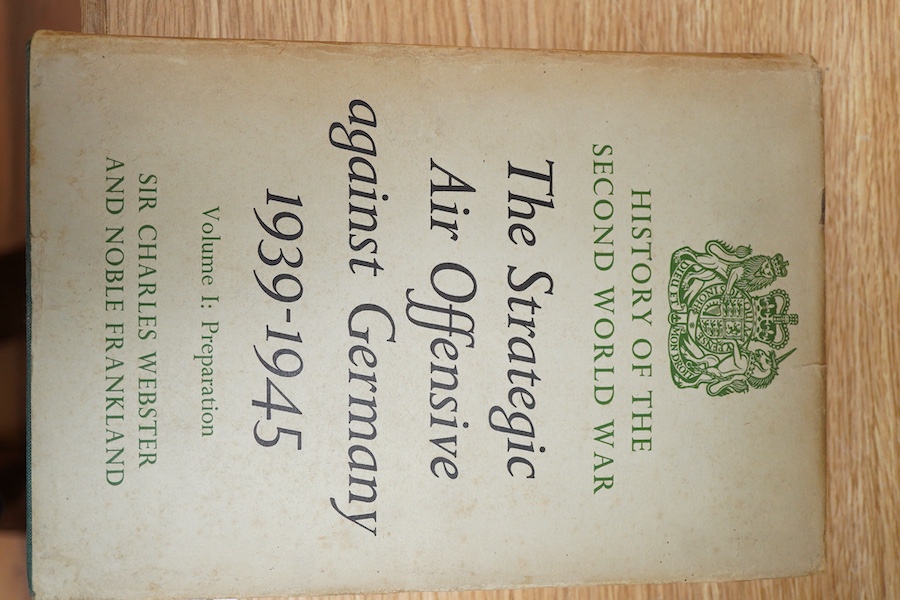 HISTORY OF THE
SECOND WORLD WAR
The Strategic
Air Offensive
against Germany
1939-1945
Volume I: Preparation
SIR CHARLES WEBSTER
AND NOBLE FRANKLAND